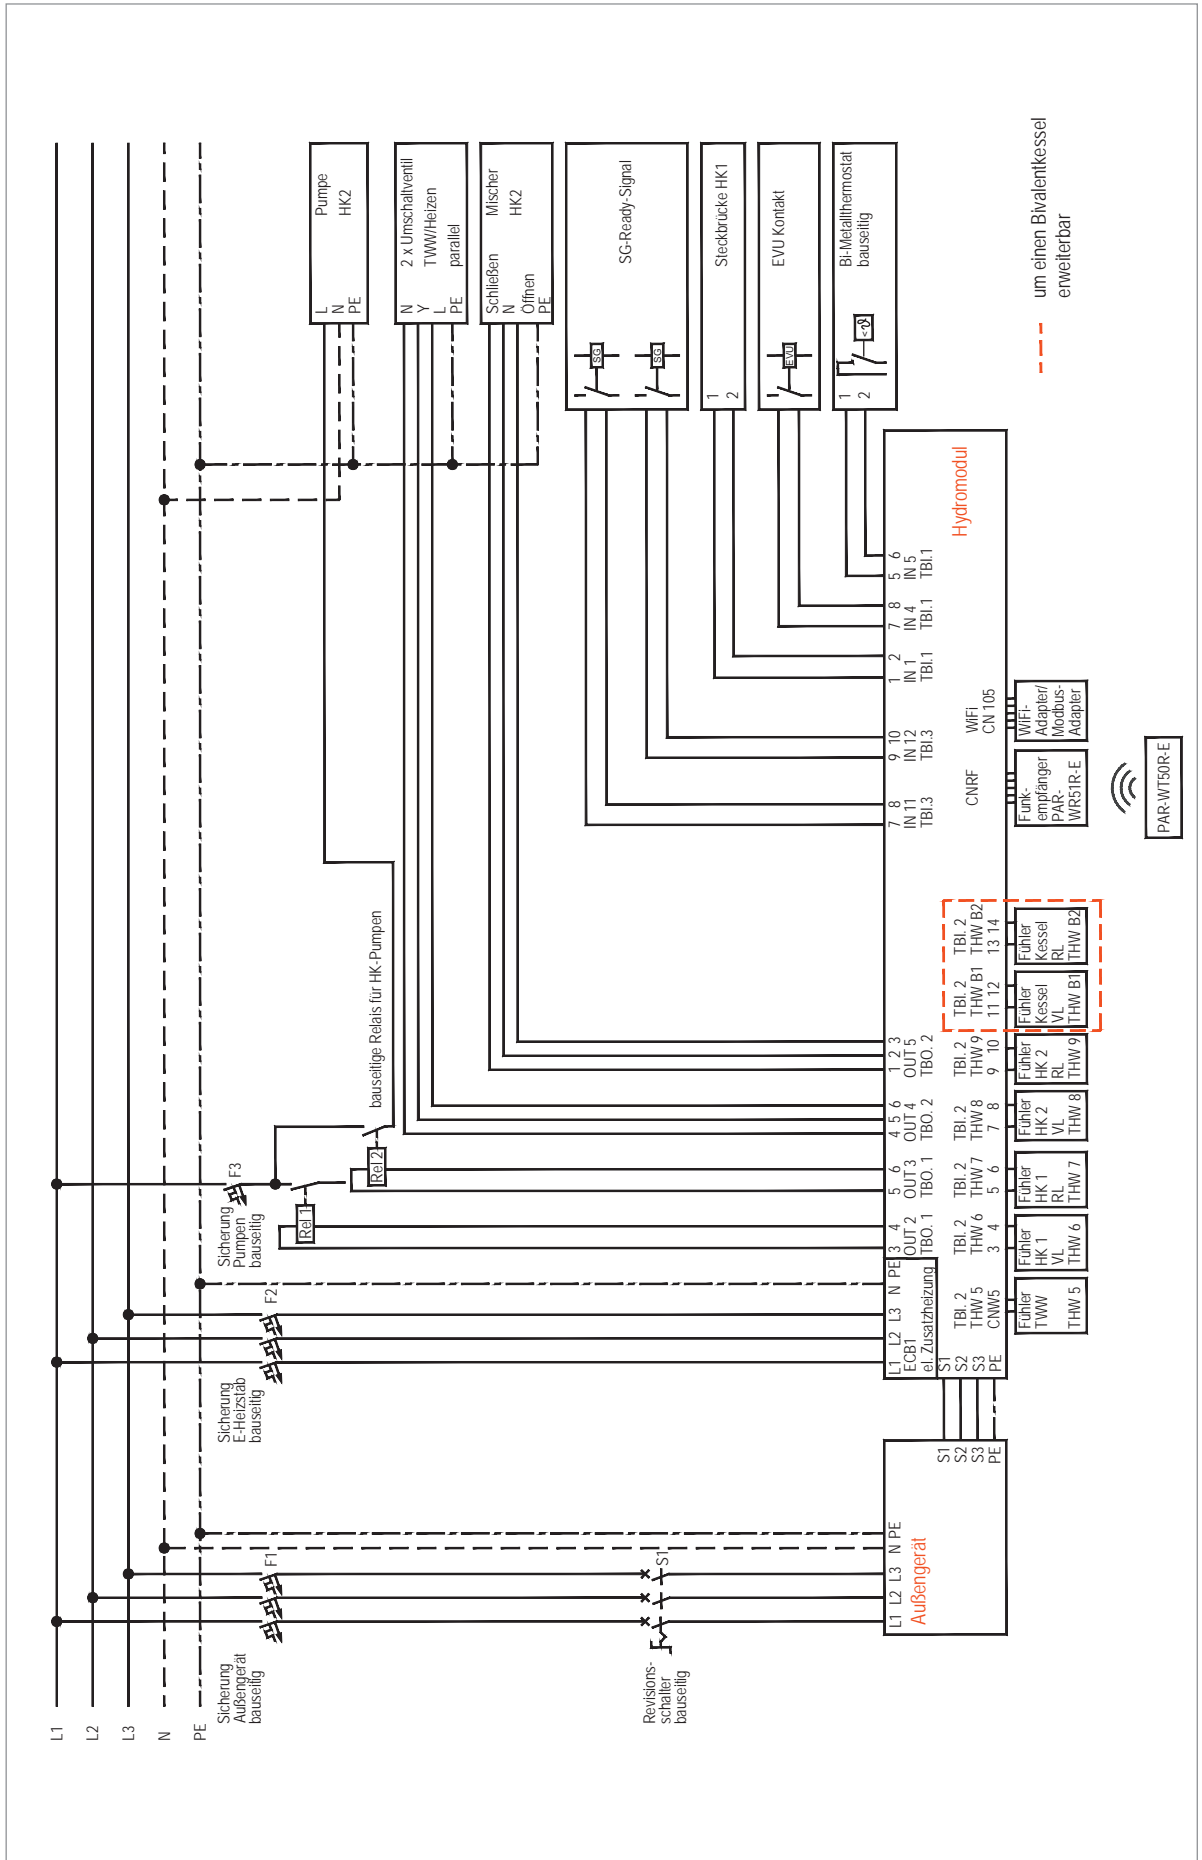 L1
L2
L3
N
PE
Sicherung
Außengerät
bauseitig
F1
Sicherung
E-Heizstab
bauseitig
F2
Sicherung
Pumpen
bauseitig
F3
Revisions-
schalter
bauseitig
S1
Rel 1
Rel 2
bauseitige Relais für HK-Pumpen
Pumpe
HK2
L
N
PE
2 x Umschaltventil
TWW/Heizen
parallel
N
Y
L
PE
Mischer
HK2
Schließen
N
Öffnen
PE
SG-Ready-Signal
SG
SG
Steckbrücke HK1
1
2
EVU Kontakt
EVU
Bi-Metallthermostat
bauseitig
1
2
<ϑ
um einen Bivalentkessel
erweiterbar
Außengerät
L1 L2 L3 N PE
S1
S2
S3
PE
Hydromodul
L1 L2 L3 N PE
ECB1
el. Zusatzheizung
S1
S2
S3
PE
3 4
OUT 2
TBO. 1
5 6
OUT 3
TBO. 1
4 5 6
OUT 4
TBO. 2
1 2 3
OUT 5
TBO. 2
7 8
IN 11
TBI.3
9 10
IN 12
TBI.3
1 2
IN 1
TBI.1
7 8
IN 4
TBI.1
5 6
IN 5
TBI.1
TBI. 2
THW 5
CNW5
TBI. 2
THW 6
3 4
TBI. 2
THW 7
5 6
TBI. 2
THW 8
7 8
TBI. 2
THW 9
9 10
TBI. 2
THW B1
11 12
TBI. 2
THW B2
13 14
CNRF
WiFi
CN 105
Fühler
TWW
THW 5
Fühler
HK 1
VL
THW 6
Fühler
HK 1
RL
THW 7
Fühler
HK 2
VL
THW 8
Fühler
HK 2
RL
THW 9
Fühler
Kessel
VL
THW B1
Fühler
Kessel
RL
THW B2
Funk-
empfänger
PAR-
WR51R-E
WiFi-
Adapter/
Modbus-
Adapter
PAR-WT50R-E